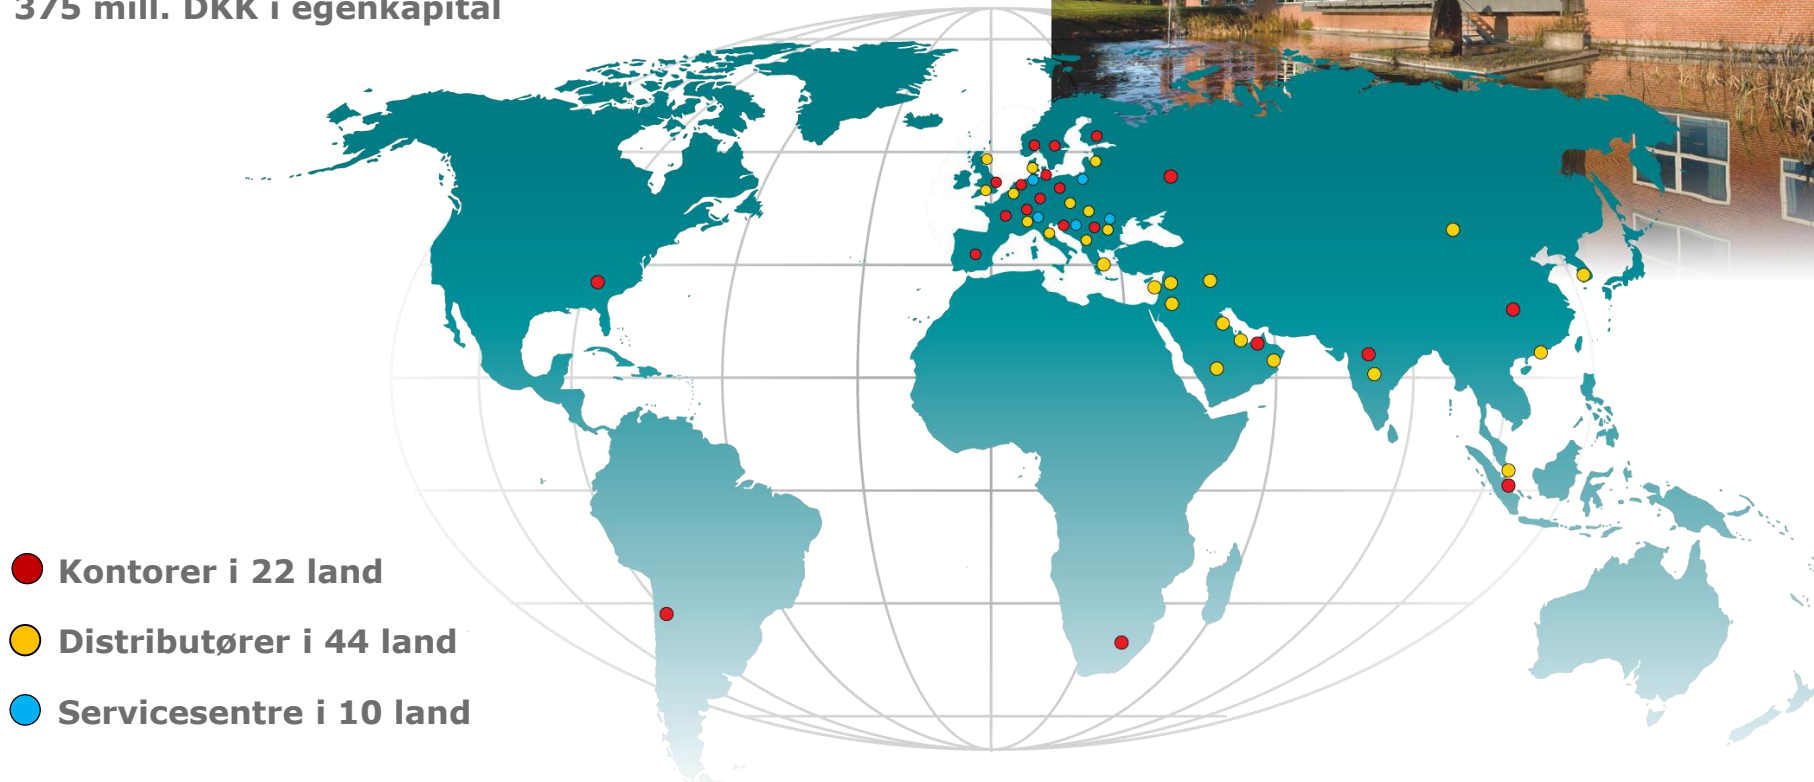 375 mill. DKK i egenkapital
Kontorer i 22 land
Distributører i 44 land
Servicesentre i 10 land